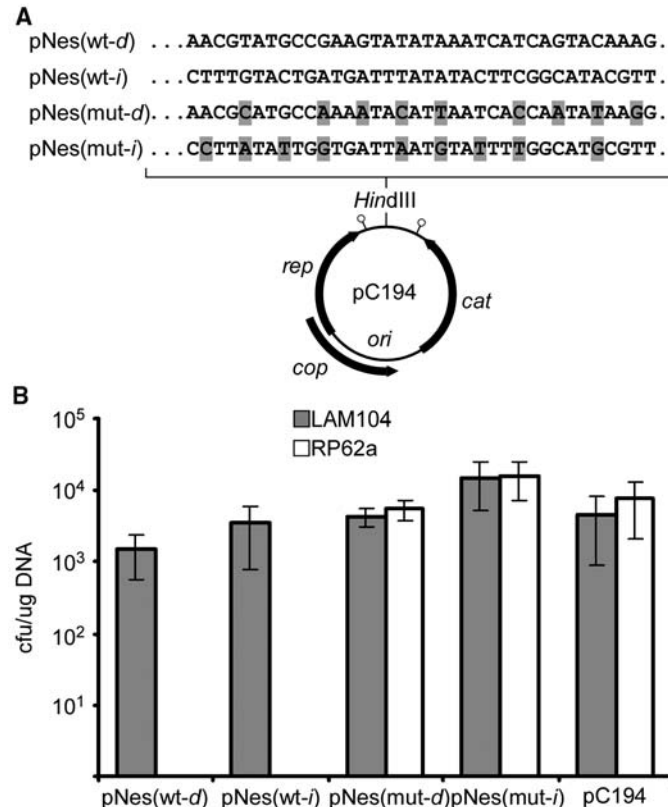 A
pNes(wt-d) ...AACGTATGCCGAAGTATATAAATCATCAGTACAAAG.
pNes(wt-i) ...CTTTGTACTGATGATTTATATACTTCGGCATACGTT.
pNes(mut-d) ...AACGCATGCCAAAATACATTAATCACCAATATAAGG.
pNes(mut-i) ...CCTTATATTGGTGATTAATGTATTTTGGCATGCGTT.
HindIII
rep
pC194
cat
ori
cop
B
LAM104
RP62a
cfu/ug DNA
10^5
10^4
10^3
10^2
10^1
pNes(wt-d) pNes(wt-i) pNes(mut-d) pNes(mut-i) pC194